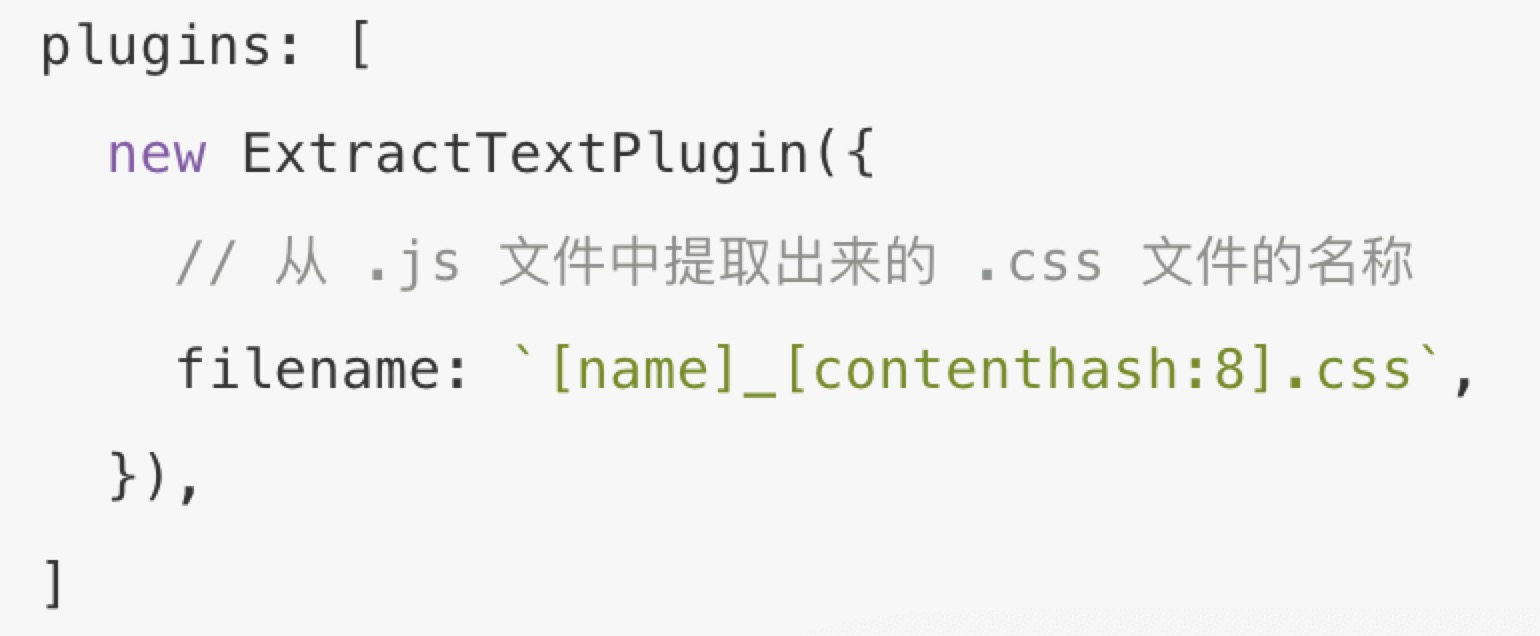 plugins: [
  new ExtractTextPlugin({
    // 从 .js 文件中提取出来的 .css 文件的名称
    filename: `[name]_[contenthash:8].css`,
  }),
]